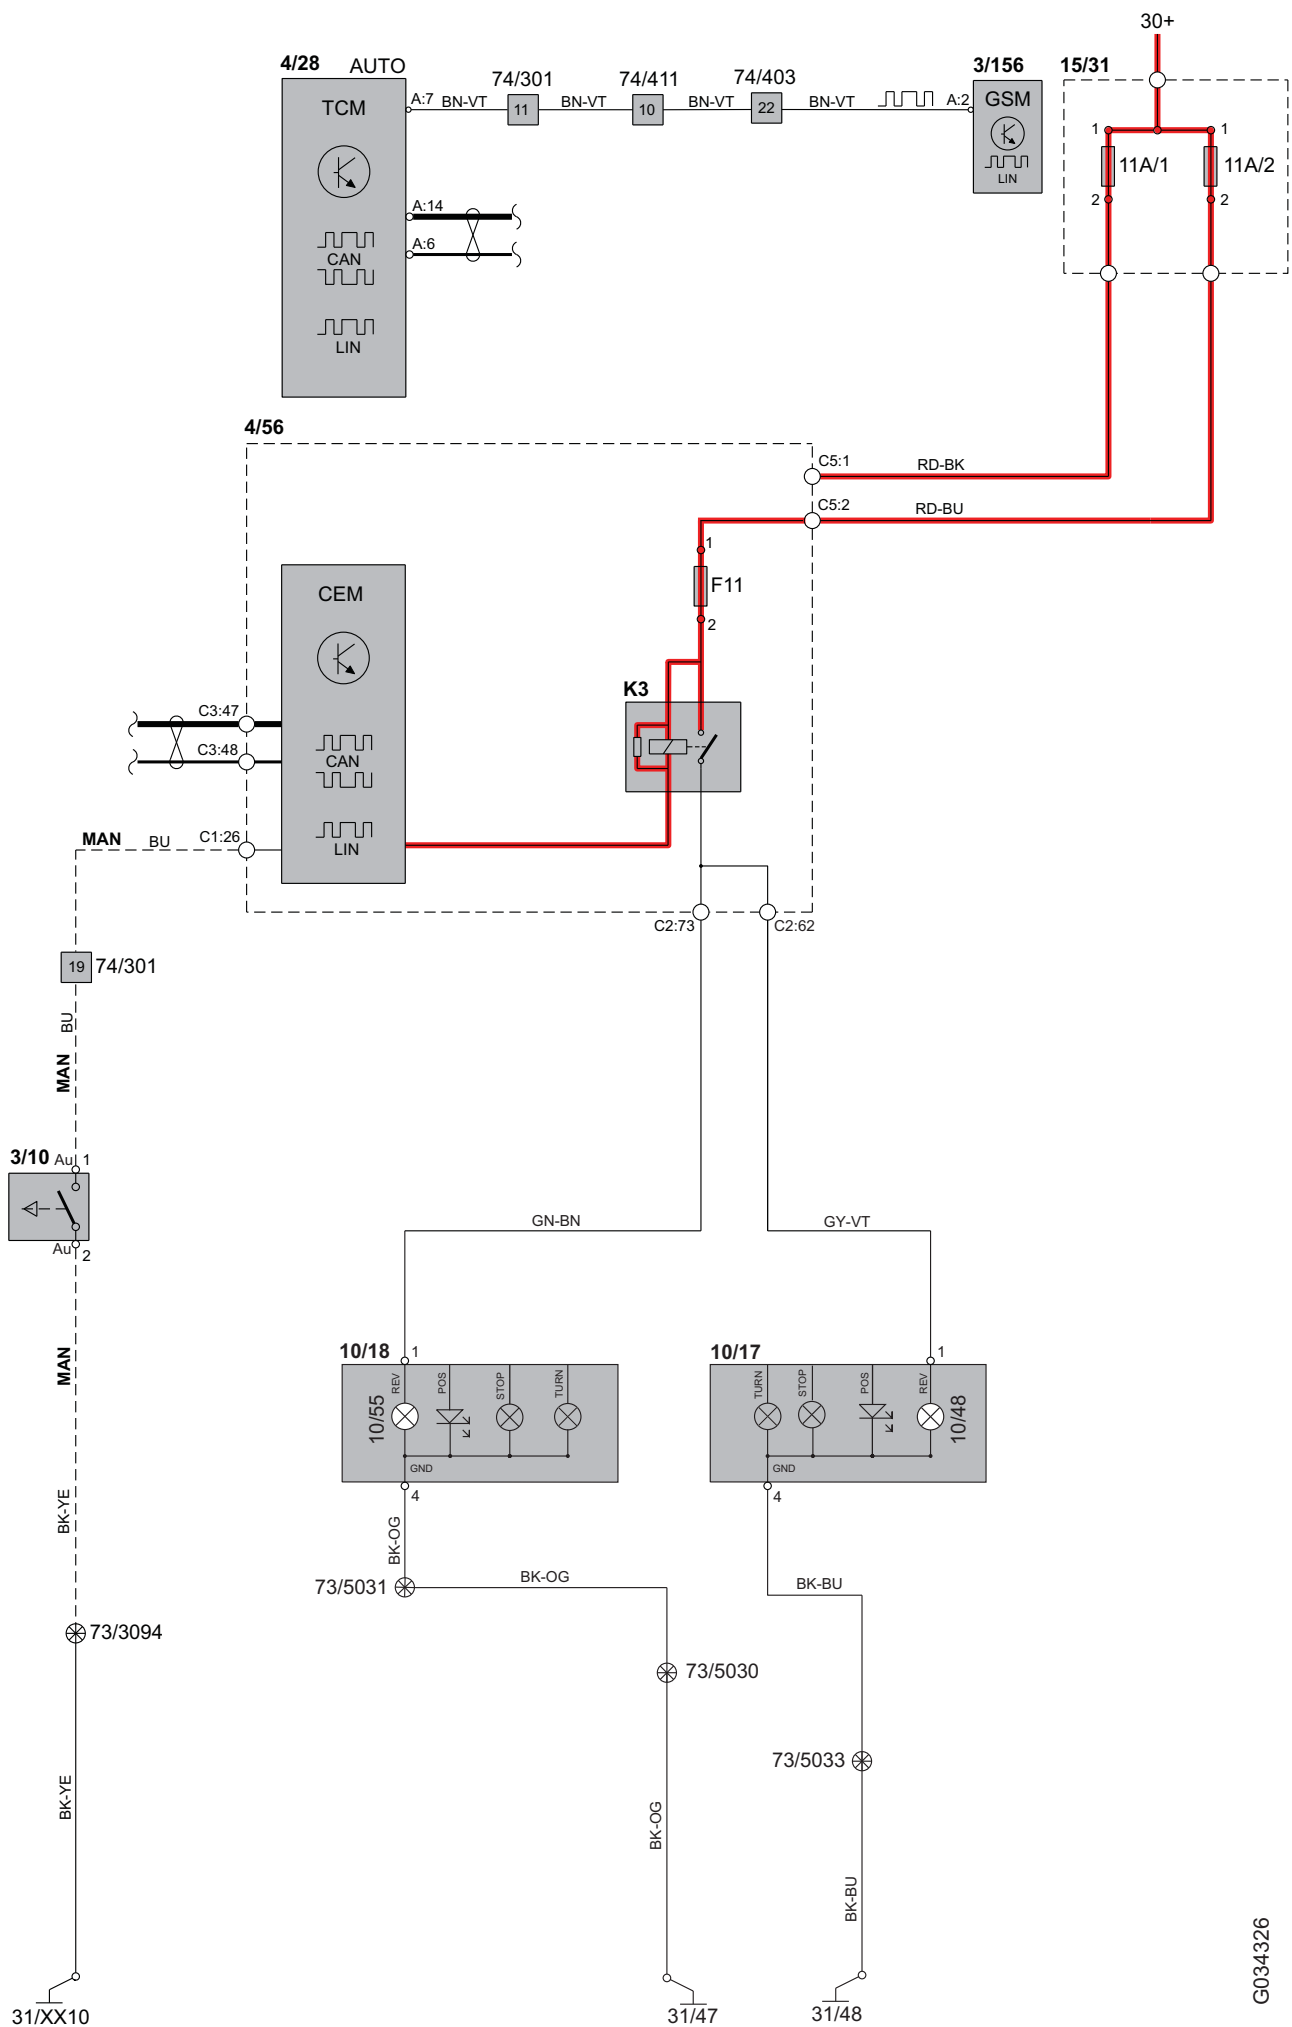 30+
4/28 AUTO 74/301 74/411 74/403 3/156 15/31
TCM A:7 BN-VT 11 BN-VT 10 BN-VT 22 BN-VT A:2 GSM
LIN
1 1
11A/1 11A/2
2 2
A:14
A:6
CAN
LIN
4/56
C5:1 RD-BK
C5:2 RD-BU
1
F11
2
CEM
K3
C3:47
C3:48
CAN
MAN BU C1:26
LIN
C2:73 C2:62
19 74/301
BU
MAN
3/10 Au 1
Au 2
GN-BN GY-VT
MAN
10/18 1 10/17 1
REV POS STOP TURN TURN STOP POS REV
10/55 10/48
GND GND
4 4
BK-YE
BK-OG
73/5031 BK-OG BK-BU
73/3094
73/5030
73/5033
BK-YE
BK-OG
BK-BU
G034326
31/XX10 31/47 31/48